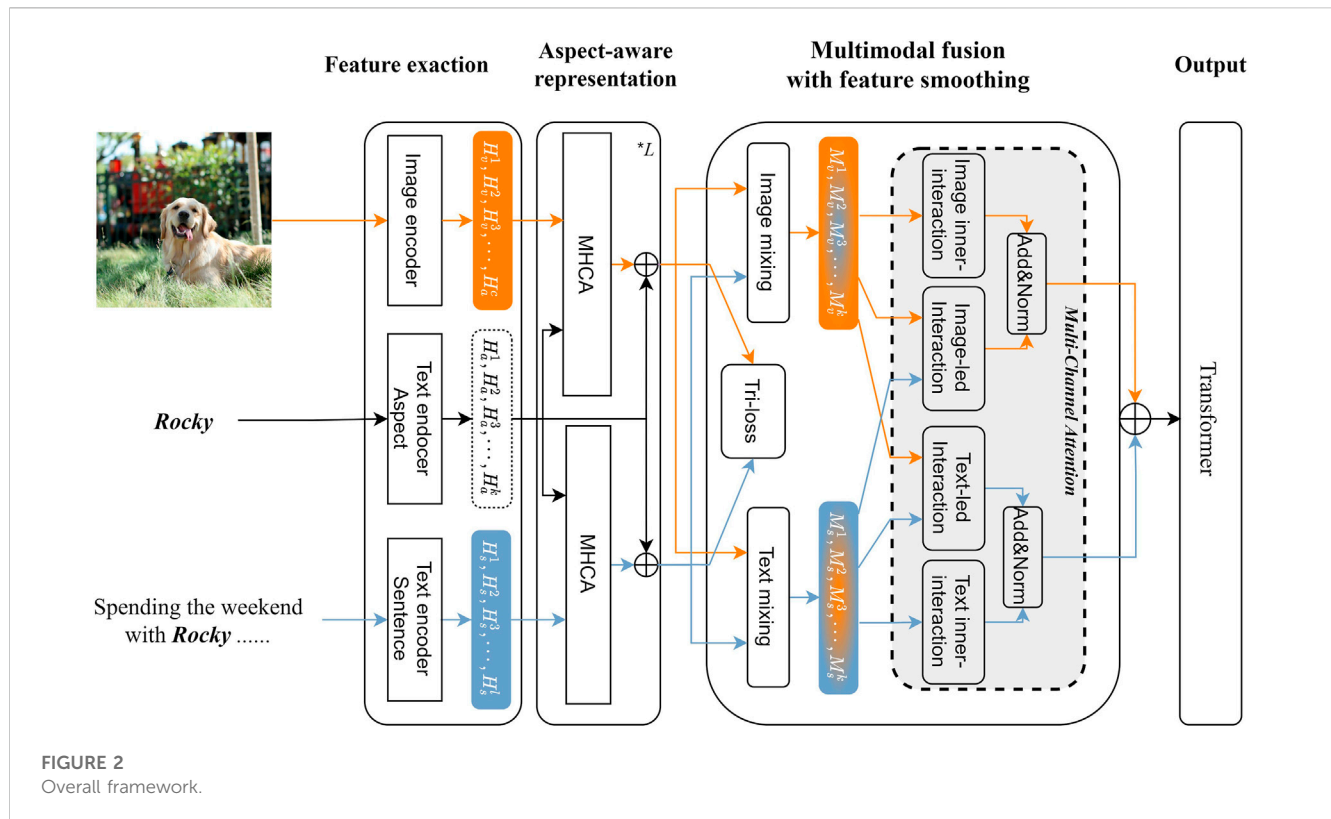 Feature exaction
Aspect-aware
representation
Multimodal fusion
with feature smoothing
Output
Image encoder
H_v^1, H_v^2, H_v^3, ⋯, H_a^c
MHCA
*L
Image mixing
M_v^1, M_v^2, M_v^3, ⋯, M_v^k
Image inner-
interaction
Image-led
Interaction
Add&Norm
Multi-Channel Attention
Rocky
Text endocer
Aspect
H_a^1, H_a^2, H_a^3, ⋯, H_a^k
Tri-loss
Transformer
Spending the weekend
with Rocky ......
Text encoder
Sentence
H_s^1, H_s^2, H_s^3, ⋯, H_s^l
MHCA
Text mixing
M_s^1, M_s^2, M_s^3, ⋯, M_s^k
Text-led
Interaction
Text inner-
interaction
Add&Norm
FIGURE 2
Overall framework.